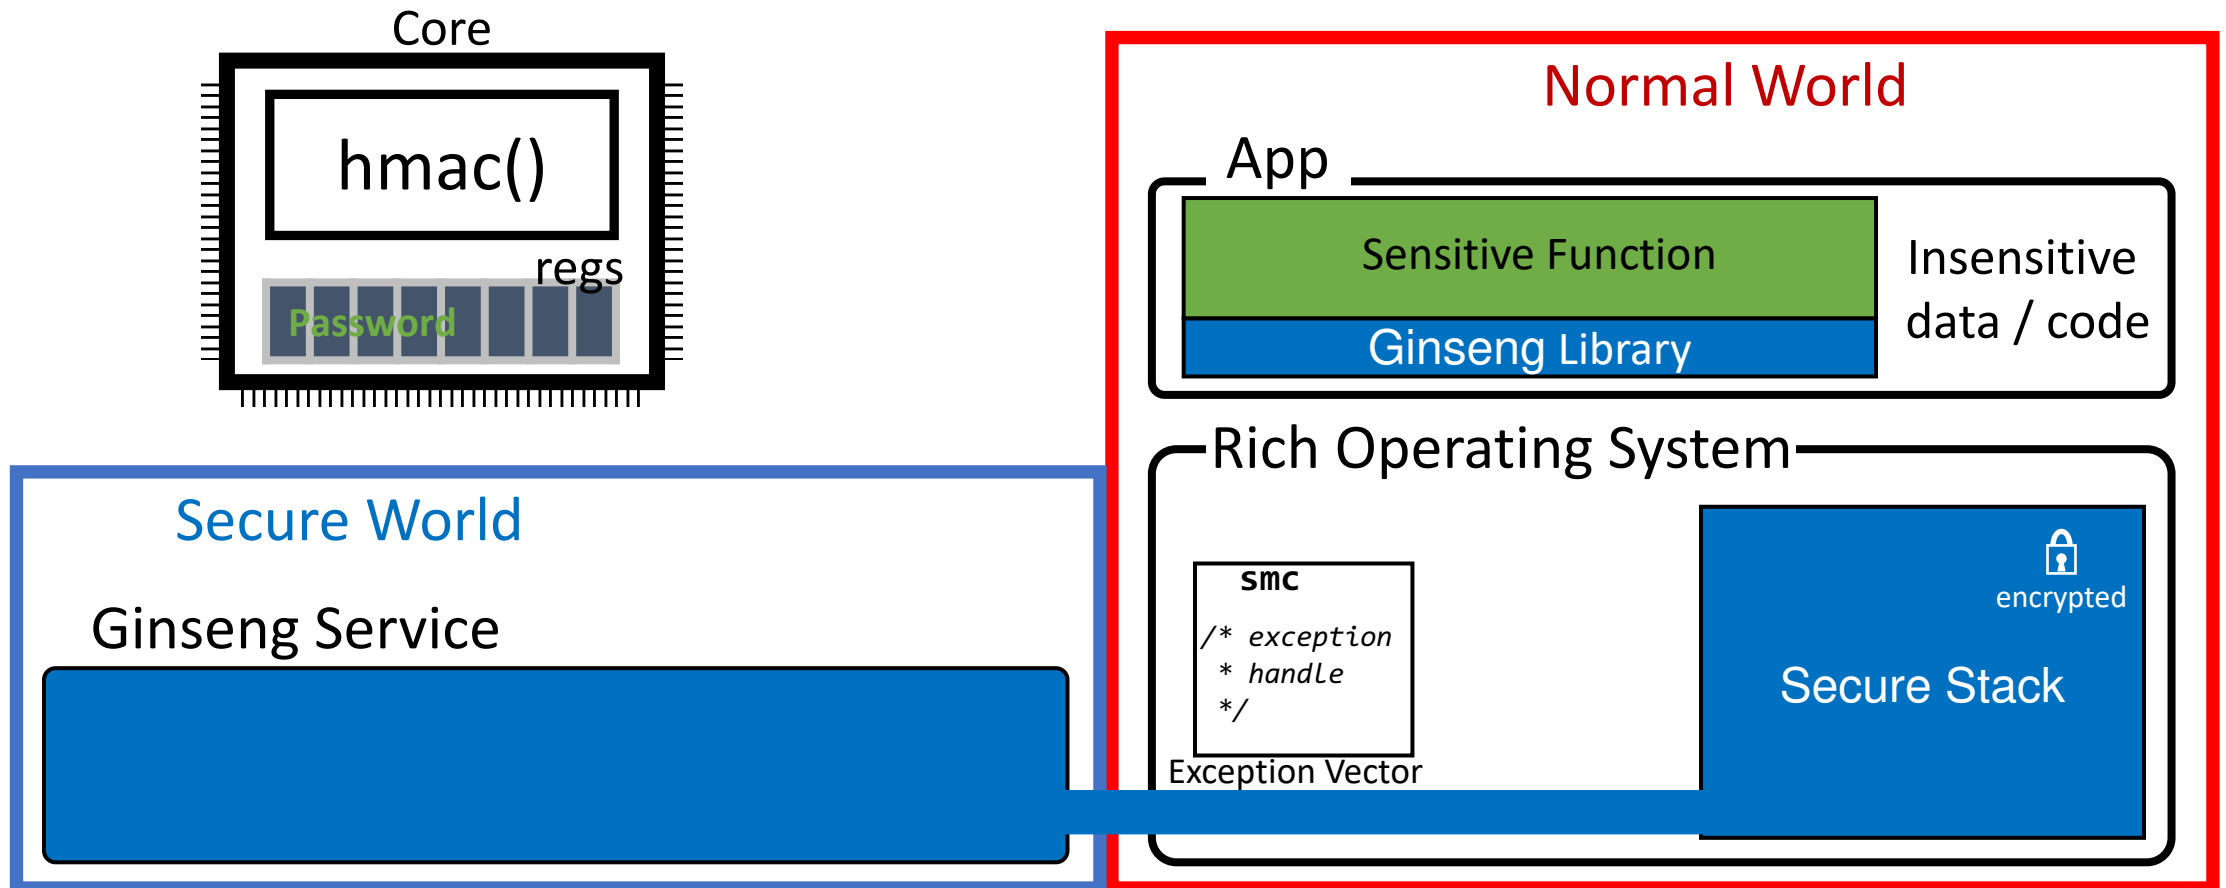 Core
hmac()
regs
Password
Normal World
App
Sensitive Function
Ginseng Library
Insensitive
data / code
Rich Operating System
smc
/* exception
* handle
*/
Exception Vector
encrypted
Secure Stack
Secure World
Ginseng Service